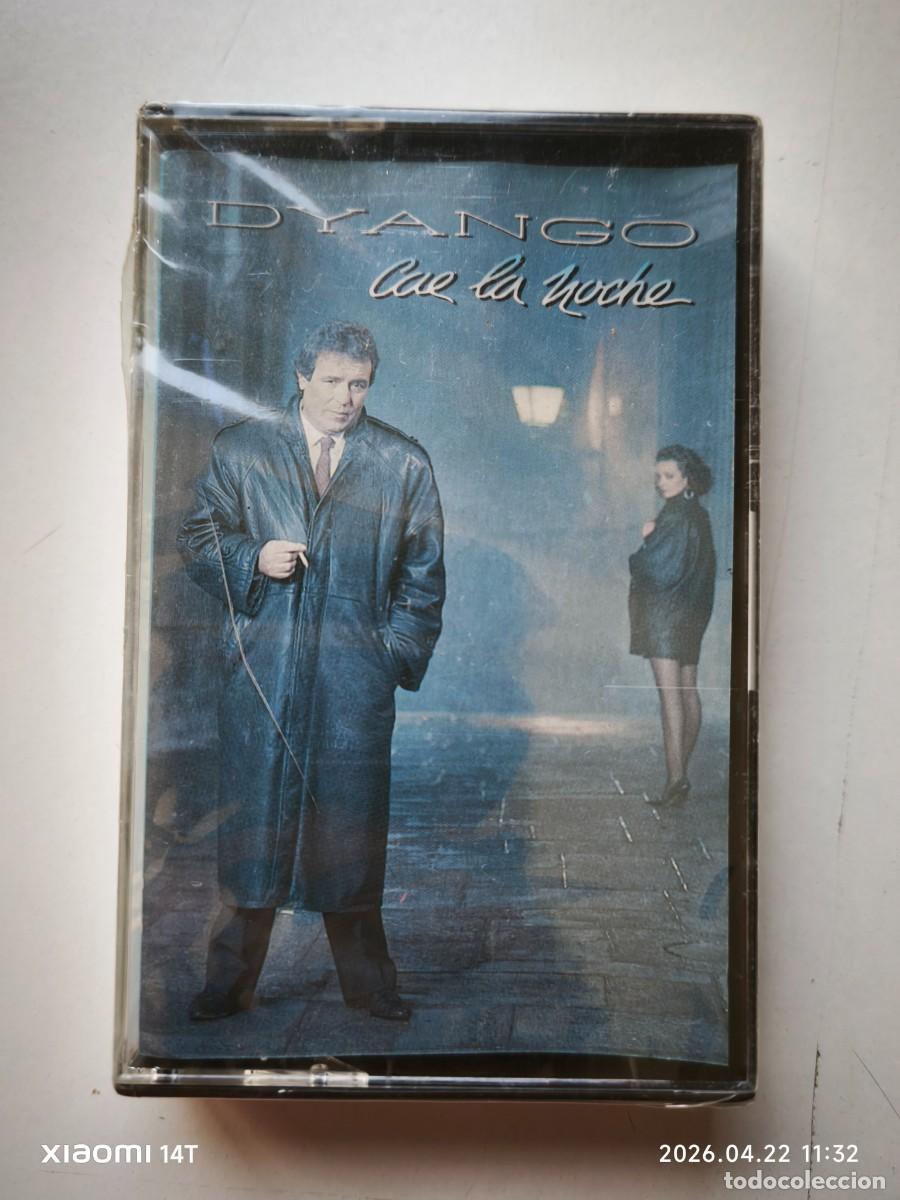 DYANGO
Cae la Noche
XIAOMI 14T
2026.04.22 11:32
todocoleccion